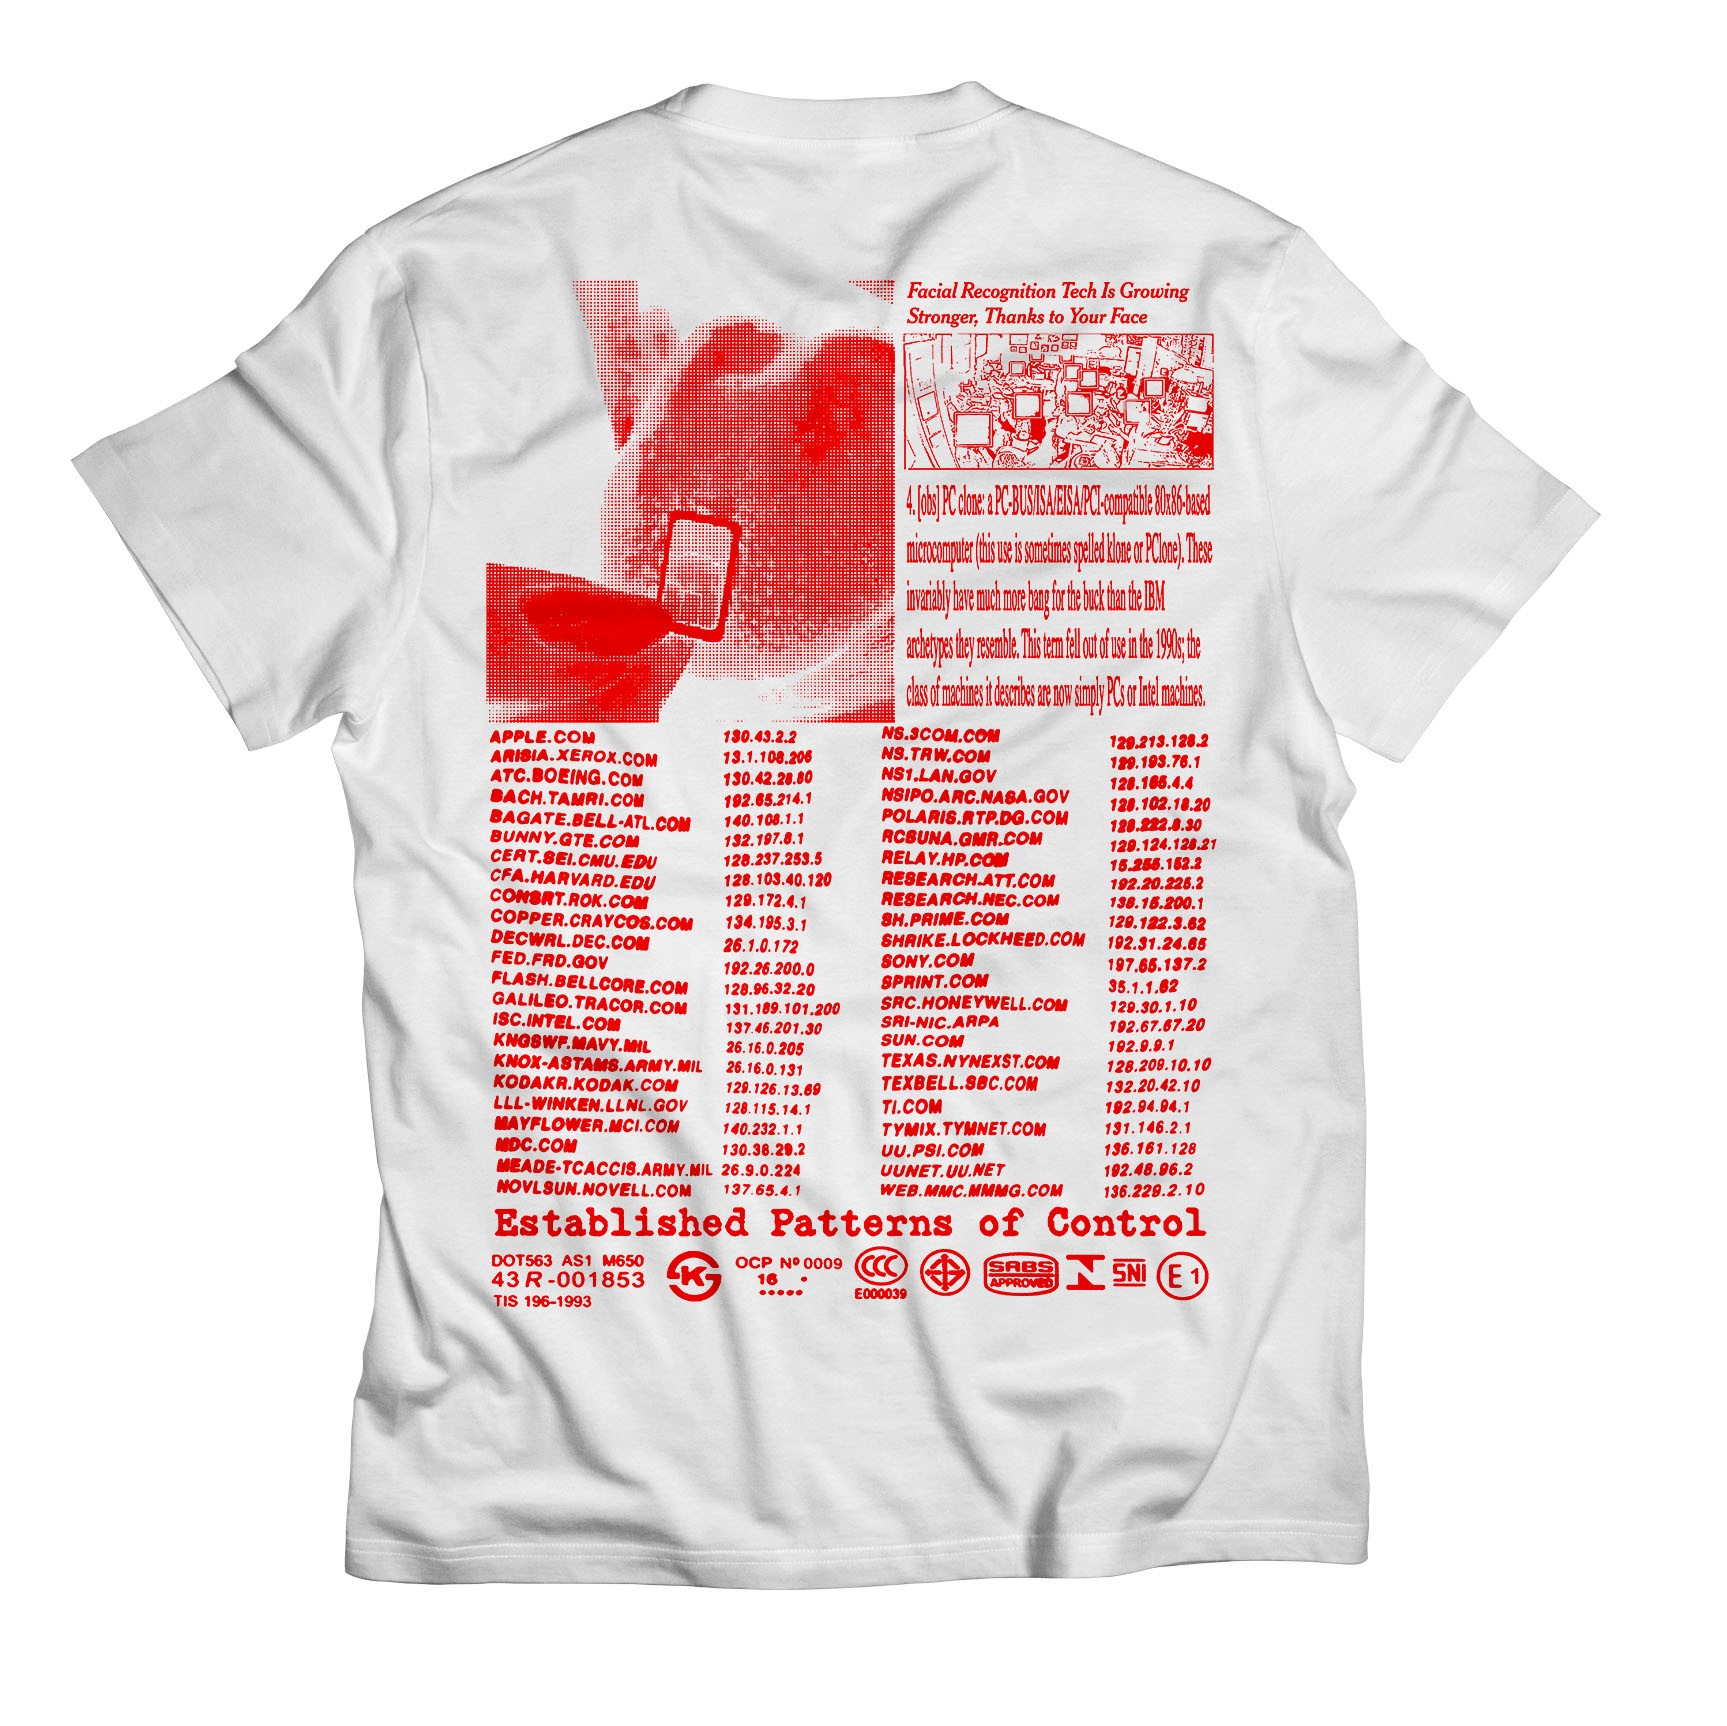 Facial Recognition Tech Is Growing
Stronger, Thanks to Your Face
4. [obs] PC clone: a PC-BUS/ISA/EISA/PCI-compatible 80x86-based
microcomputer (this use is sometimes spelled klone or PClone). These
invariably have much more bang for the buck than the IBM
archetypes they resemble. This term fell out of use in the 1990s; the
class of machines it describes are now simply PCs or Intel machines.
APPLE.COM 130.43.2.2
ARISIA.XEROX.COM 13.1.108.206
ATC.BOEING.COM 130.42.28.80
BACH.TAMRI.COM 192.65.214.1
BAGATE.BELL-ATL.COM 140.108.1.1
BUNNY.GTE.COM 132.197.8.1
CERT.SEI.CMU.EDU 128.237.253.5
CFA.HARVARD.EDU 128.103.40.120
CONSRT.ROK.COM 129.172.4.1
COPPER.CRAYCOS.COM 134.195.3.1
DECWRL.DEC.COM 26.1.0.172
FED.FRD.GOV 192.26.200.0
FLASH.BELLCORE.COM 128.96.32.20
GALILEO.TRACOR.COM 131.189.101.200
ISC.INTEL.COM 137.46.201.30
KNGSWF.MAVY.MIL 26.16.0.205
KNOX-ASTAMS.ARMY.MIL 26.16.0.131
KODAKR.KODAK.COM 129.126.13.69
LLL-WINKEN.LLNL.GOV 128.115.14.1
MAYFLOWER.MCI.COM 140.232.1.1
MDC.COM 130.38.29.2
MEADE-TCACCIS.ARMY.MIL 26.9.0.224
NOVLSUN.NOVELL.COM 137.65.4.1
NS.3COM.COM 129.213.128.2
NS.TRW.COM 129.193.76.1
NS1.LAN.GOV 128.165.4.4
NSIPO.ARC.NASA.GOV 128.102.18.20
POLARIS.RTP.DG.COM 128.222.8.30
RCSUNA.GMR.COM 129.124.128.21
RELAY.HP.COM 15.255.152.2
RESEARCH.ATT.COM 192.20.225.2
RESEARCH.NEC.COM 138.15.200.1
SH.PRIME.COM 129.122.3.62
SHRIKE.LOCKHEED.COM 192.31.24.65
SONY.COM 197.65.137.2
SPRINT.COM 35.1.1.62
SRC.HONEYWELL.COM 129.30.1.10
SRI-NIC.ARPA 192.67.67.20
SUN.COM 192.9.9.1
TEXAS.NYNEXST.COM 128.209.10.10
TEXBELL.SBC.COM 132.20.42.10
TI.COM 192.94.94.1
TYMIX.TYMNET.COM 131.146.2.1
UU.PSI.COM 136.161.128
UUNET.UU.NET 192.48.96.2
WEB.MMC.MMMG.COM 136.229.2.10
Established Patterns of Control
DOT563 AS1 M650
43R-001853
TIS 196-1993
K
OCP Nº 0009
16
CCC
E000039
SABS
APPROVED
SNI
E1